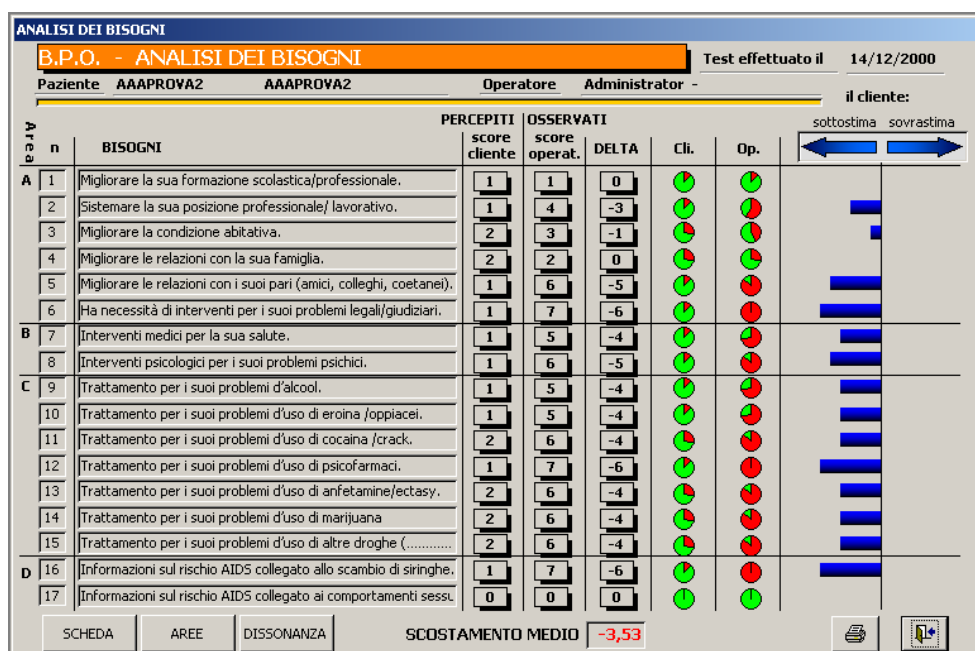 ANALISI DEI BISOGNI
B.P.O. - ANALISI DEI BISOGNI
Test effettuato il 14/12/2000
Paziente AAAPROVA2 AAAPROVA2 Operatore Administrator -
il cliente:
PERCEPITI OSSERVATI sottostima sovrastima
Area n BISOGNI score cliente score operat. DELTA Cli. Op.
A 1 Migliorare la sua formazione scolastica/professionale. 1 1 0
2 Sistemare la sua posizione professionale/ lavorativo. 1 4 -3
3 Migliorare la condizione abitativa. 2 3 -1
4 Migliorare le relazioni con la sua famiglia. 2 2 0
5 Migliorare le relazioni con i suoi pari (amici, colleghi, coetanei). 1 6 -5
6 Ha necessità di interventi per i suoi problemi legali/giudiziari. 1 7 -6
B 7 Interventi medici per la sua salute. 1 5 -4
8 Interventi psicologici per i suoi problemi psichici. 1 6 -5
C 9 Trattamento per i suoi problemi d'alcool. 1 5 -4
10 Trattamento per i suoi problemi d'uso di eroina /oppiacei. 1 5 -4
11 Trattamento per i suoi problemi d'uso di cocaina /crack. 2 6 -4
12 Trattamento per i suoi problemi d'uso di psicofarmaci. 1 7 -6
13 Trattamento per i suoi problemi d'uso di anfetamine/ectasy. 2 6 -4
14 Trattamento per i suoi problemi d'uso di marijuana 2 6 -4
15 Trattamento per i suoi problemi d'uso di altre droghe (............ 2 6 -4
D 16 Informazioni sul rischio AIDS collegato allo scambio di siringhe. 1 7 -6
17 Informazioni sul rischio AIDS collegato ai comportamenti sessu 0 0 0
SCHEDA AREE DISSONANZA SCOSTAMENTO MEDIO -3,53